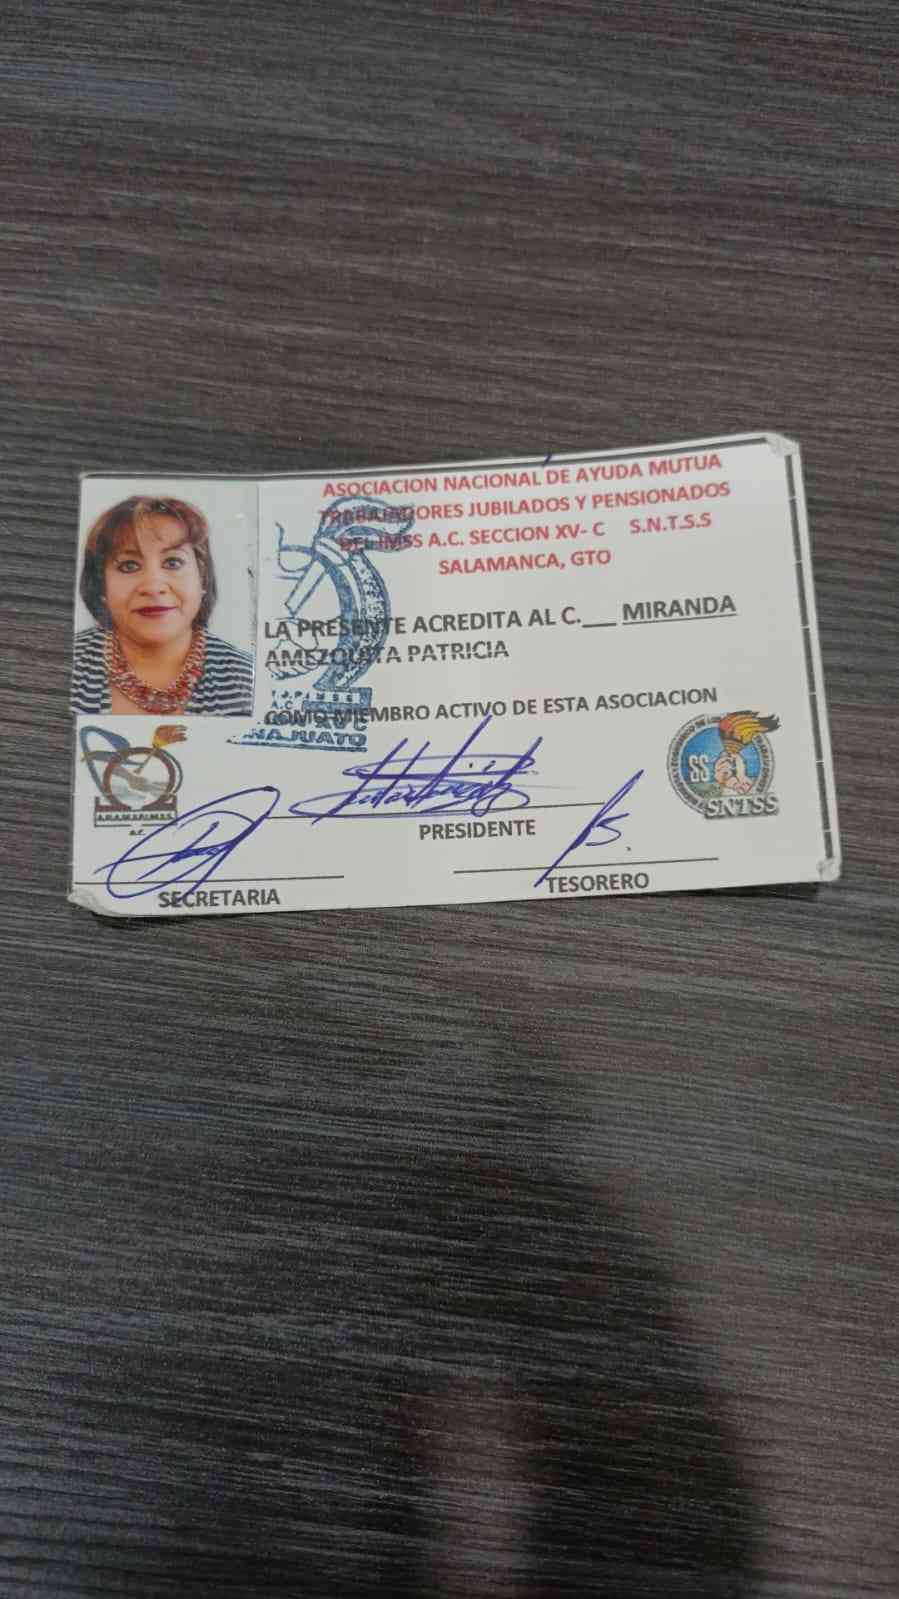 ASOCIACION NACIONAL DE AYUDA MUTUA
TRABAJADORES JUBILADOS Y PENSIONADOS
DEL IMSS A.C. SECCION XV- C S.N.T.S.S
SALAMANCA, GTO
LA PRESENTE ACREDITA AL C.___ MIRANDA
AMEZQUITA PATRICIA
COMO MIEMBRO ACTIVO DE ESTA ASOCIACION
A.C.
SS
SNTSS
PRESIDENTE
SECRETARIA
TESORERO